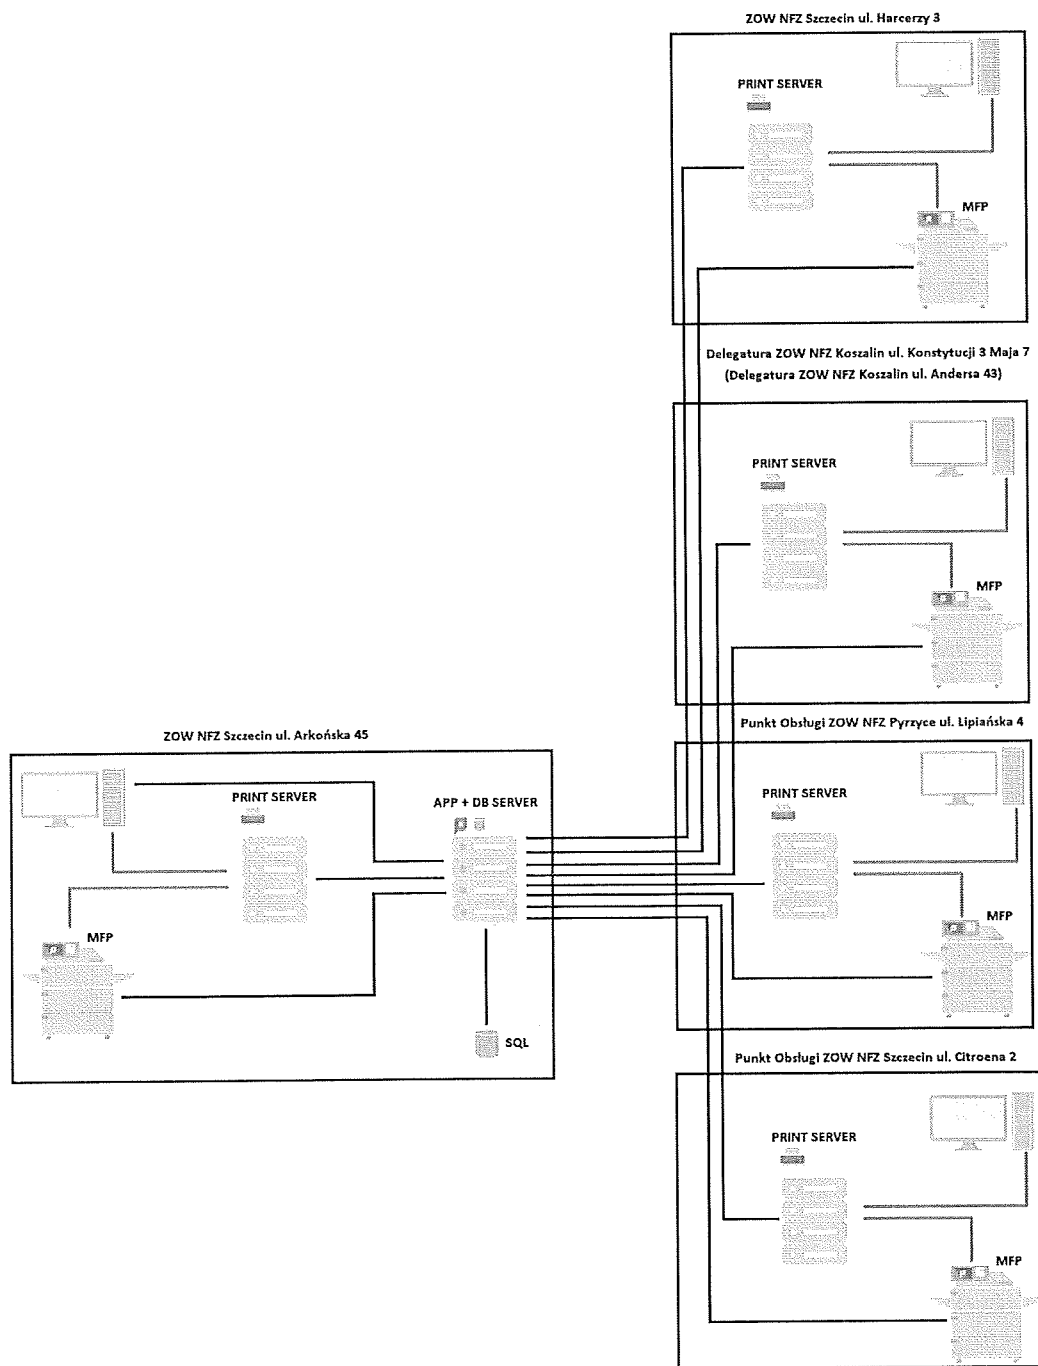 ZOW NFZ Szczecin ul. Harcerzy 3
PRINT SERVER
MFP
Delegatura ZOW NFZ Koszalin ul. Konstytucji 3 Maja 7
(Delegatura ZOW NFZ Koszalin ul. Andersa 43)
PRINT SERVER
MFP
Punkt Obsługi ZOW NFZ Pyrzyce ul. Lipiańska 4
PRINT SERVER
MFP
ZOW NFZ Szczecin ul. Arkońska 45
PRINT SERVER
APP + DB SERVER
MFP
SQL
Punkt Obsługi ZOW NFZ Szczecin ul. Citroena 2
PRINT SERVER
MFP